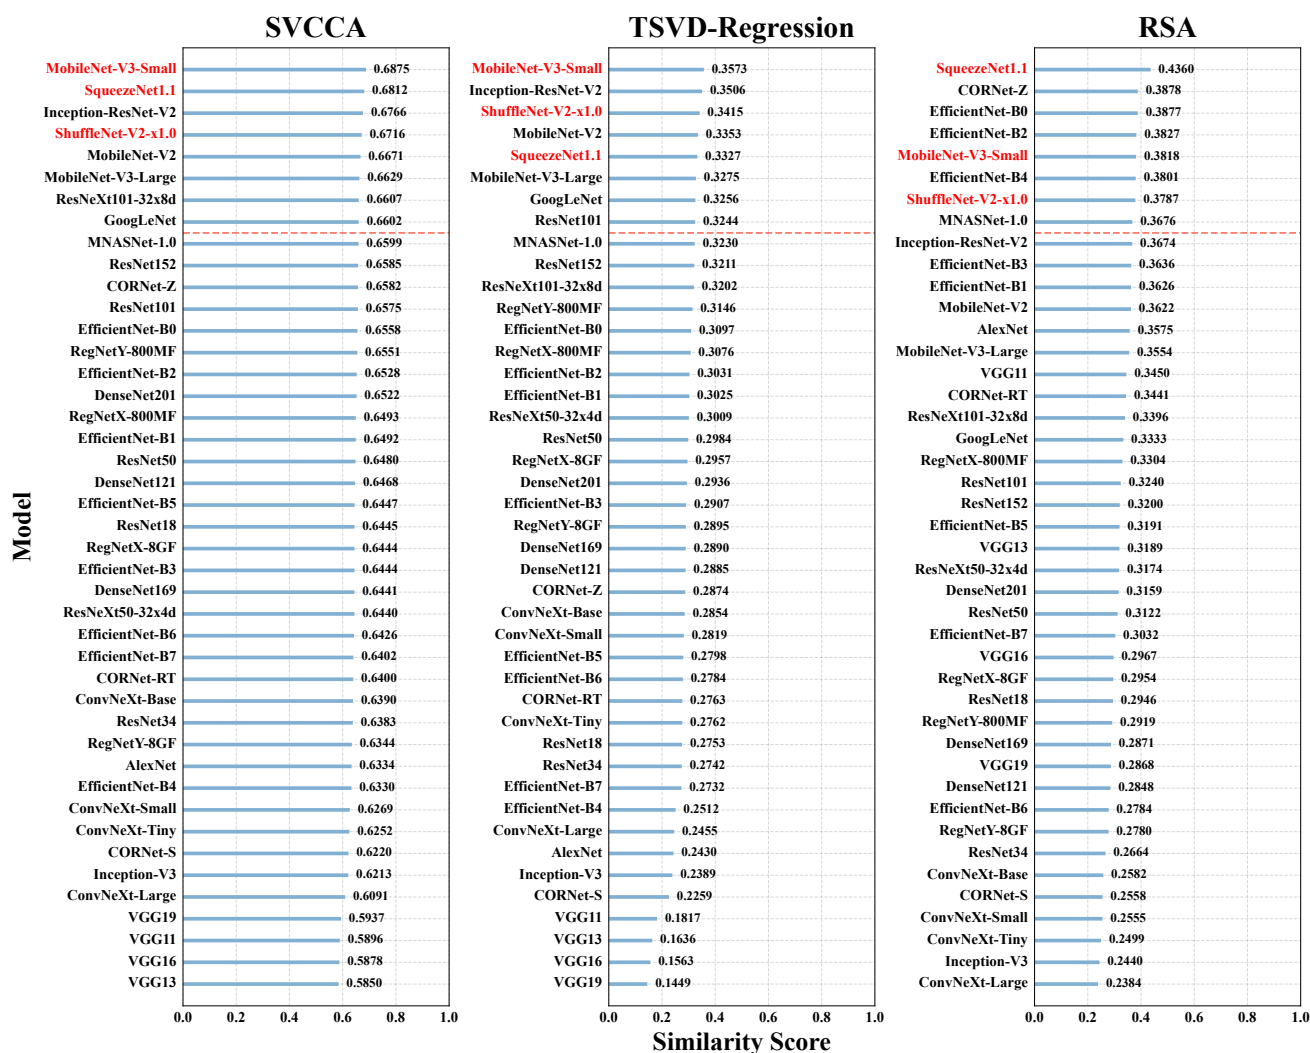 SVCCA
MobileNet-V3-Small 0.6875
SqueezeNet1.1 0.6812
Inception-ResNet-V2 0.6766
ShuffleNet-V2-x1.0 0.6716
MobileNet-V2 0.6671
MobileNet-V3-Large 0.6629
ResNeXt101-32x8d 0.6607
GoogLeNet 0.6602
MNASNet-1.0 0.6599
ResNet152 0.6585
CORNet-Z 0.6582
ResNet101 0.6575
EfficientNet-B0 0.6558
RegNetY-800MF 0.6551
EfficientNet-B2 0.6528
DenseNet201 0.6522
RegNetX-800MF 0.6493
EfficientNet-B1 0.6492
ResNet50 0.6480
DenseNet121 0.6468
EfficientNet-B5 0.6447
ResNet18 0.6445
RegNetX-8GF 0.6444
EfficientNet-B3 0.6444
DenseNet169 0.6441
ResNeXt50-32x4d 0.6440
EfficientNet-B6 0.6426
EfficientNet-B7 0.6402
CORNet-RT 0.6400
ConvNeXt-Base 0.6390
ResNet34 0.6383
RegNetY-8GF 0.6344
AlexNet 0.6334
EfficientNet-B4 0.6330
ConvNeXt-Small 0.6269
ConvNeXt-Tiny 0.6252
CORNet-S 0.6220
Inception-V3 0.6213
ConvNeXt-Large 0.6091
VGG19 0.5937
VGG11 0.5896
VGG16 0.5878
VGG13 0.5850
0.0 0.2 0.4 0.6 0.8 1.0
Model
TSVD-Regression
MobileNet-V3-Small 0.3573
Inception-ResNet-V2 0.3506
ShuffleNet-V2-x1.0 0.3415
MobileNet-V2 0.3353
SqueezeNet1.1 0.3327
MobileNet-V3-Large 0.3275
GoogLeNet 0.3256
ResNet101 0.3244
MNASNet-1.0 0.3230
ResNet152 0.3211
ResNeXt101-32x8d 0.3202
RegNetY-800MF 0.3146
EfficientNet-B0 0.3097
RegNetX-800MF 0.3076
EfficientNet-B2 0.3031
EfficientNet-B1 0.3025
ResNeXt50-32x4d 0.3009
ResNet50 0.2984
RegNetX-8GF 0.2957
DenseNet201 0.2936
EfficientNet-B3 0.2907
RegNetY-8GF 0.2895
DenseNet169 0.2890
DenseNet121 0.2885
CORNet-Z 0.2874
ConvNeXt-Base 0.2854
ConvNeXt-Small 0.2819
EfficientNet-B5 0.2798
EfficientNet-B6 0.2784
CORNet-RT 0.2763
ConvNeXt-Tiny 0.2762
ResNet18 0.2753
ResNet34 0.2742
EfficientNet-B7 0.2732
EfficientNet-B4 0.2512
ConvNeXt-Large 0.2455
AlexNet 0.2430
Inception-V3 0.2389
CORNet-S 0.2259
VGG11 0.1817
VGG13 0.1636
VGG16 0.1563
VGG19 0.1449
0.0 0.2 0.4 0.6 0.8 1.0
Similarity Score
RSA
SqueezeNet1.1 0.4360
CORNet-Z 0.3878
EfficientNet-B0 0.3877
EfficientNet-B2 0.3827
MobileNet-V3-Small 0.3818
EfficientNet-B4 0.3801
ShuffleNet-V2-x1.0 0.3787
MNASNet-1.0 0.3676
Inception-ResNet-V2 0.3674
EfficientNet-B3 0.3636
EfficientNet-B1 0.3626
MobileNet-V2 0.3622
AlexNet 0.3575
MobileNet-V3-Large 0.3554
VGG11 0.3450
CORNet-RT 0.3441
ResNeXt101-32x8d 0.3396
GoogLeNet 0.3333
RegNetX-800MF 0.3304
ResNet101 0.3240
ResNet152 0.3200
EfficientNet-B5 0.3191
VGG13 0.3189
ResNeXt50-32x4d 0.3174
DenseNet201 0.3159
ResNet50 0.3122
EfficientNet-B7 0.3032
VGG16 0.2967
RegNetX-8GF 0.2954
ResNet18 0.2946
RegNetY-800MF 0.2919
DenseNet169 0.2871
VGG19 0.2868
DenseNet121 0.2848
EfficientNet-B6 0.2784
RegNetY-8GF 0.2780
ResNet34 0.2664
ConvNeXt-Base 0.2582
CORNet-S 0.2558
ConvNeXt-Small 0.2555
ConvNeXt-Tiny 0.2499
Inception-V3 0.2440
ConvNeXt-Large 0.2384
0.0 0.2 0.4 0.6 0.8 1.0